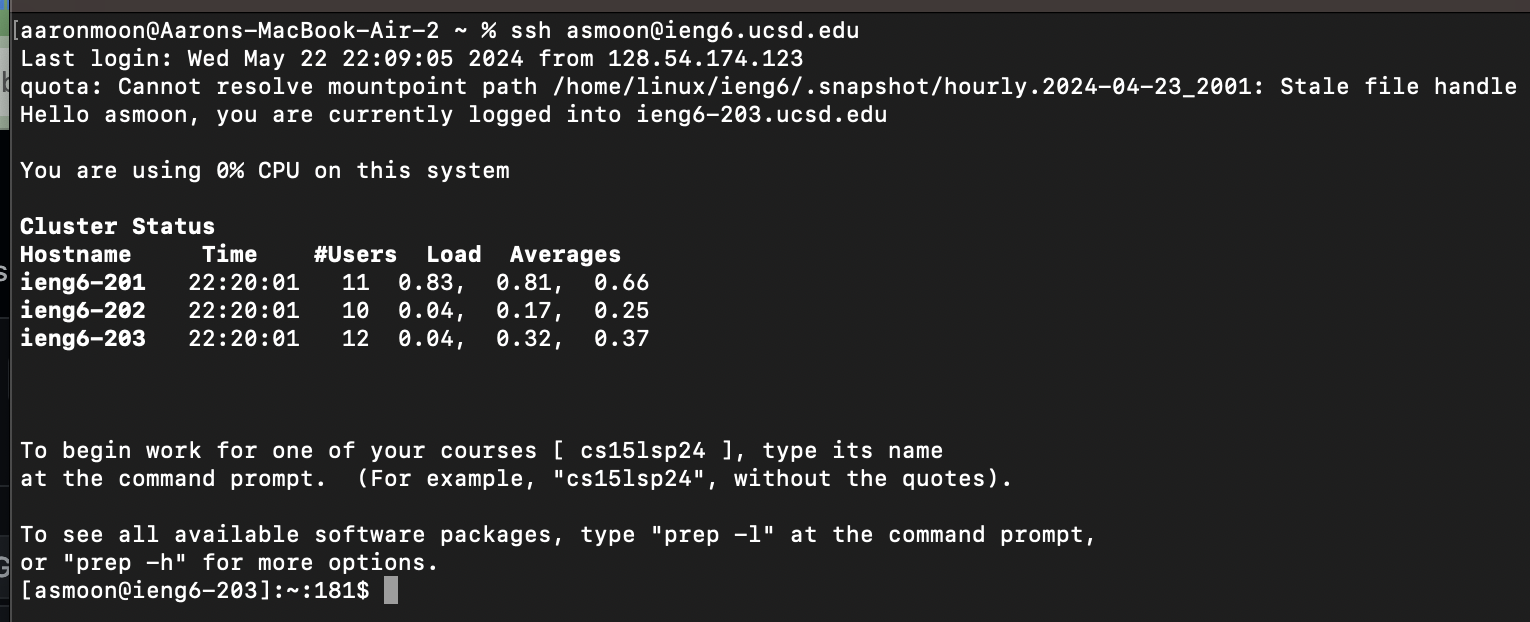 [aaronmoon@Aarons-MacBook-Air-2 ~ % ssh asmoon@ieng6.ucsd.edu
Last login: Wed May 22 22:09:05 2024 from 128.54.174.123
quota: Cannot resolve mountpoint path /home/linux/ieng6/.snapshot/hourly.2024-04-23_2001: Stale file handle
Hello asmoon, you are currently logged into ieng6-203.ucsd.edu
You are using 0% CPU on this system
Cluster Status
Hostname     Time    #Users  Load  Averages
ieng6-201   22:20:01   11  0.83,  0.81,  0.66
ieng6-202   22:20:01   10  0.04,  0.17,  0.25
ieng6-203   22:20:01   12  0.04,  0.32,  0.37
To begin work for one of your courses [ cs15lsp24 ], type its name
at the command prompt.  (For example, "cs15lsp24", without the quotes).
To see all available software packages, type "prep -l" at the command prompt,
or "prep -h" for more options.
[asmoon@ieng6-203]:~:181$